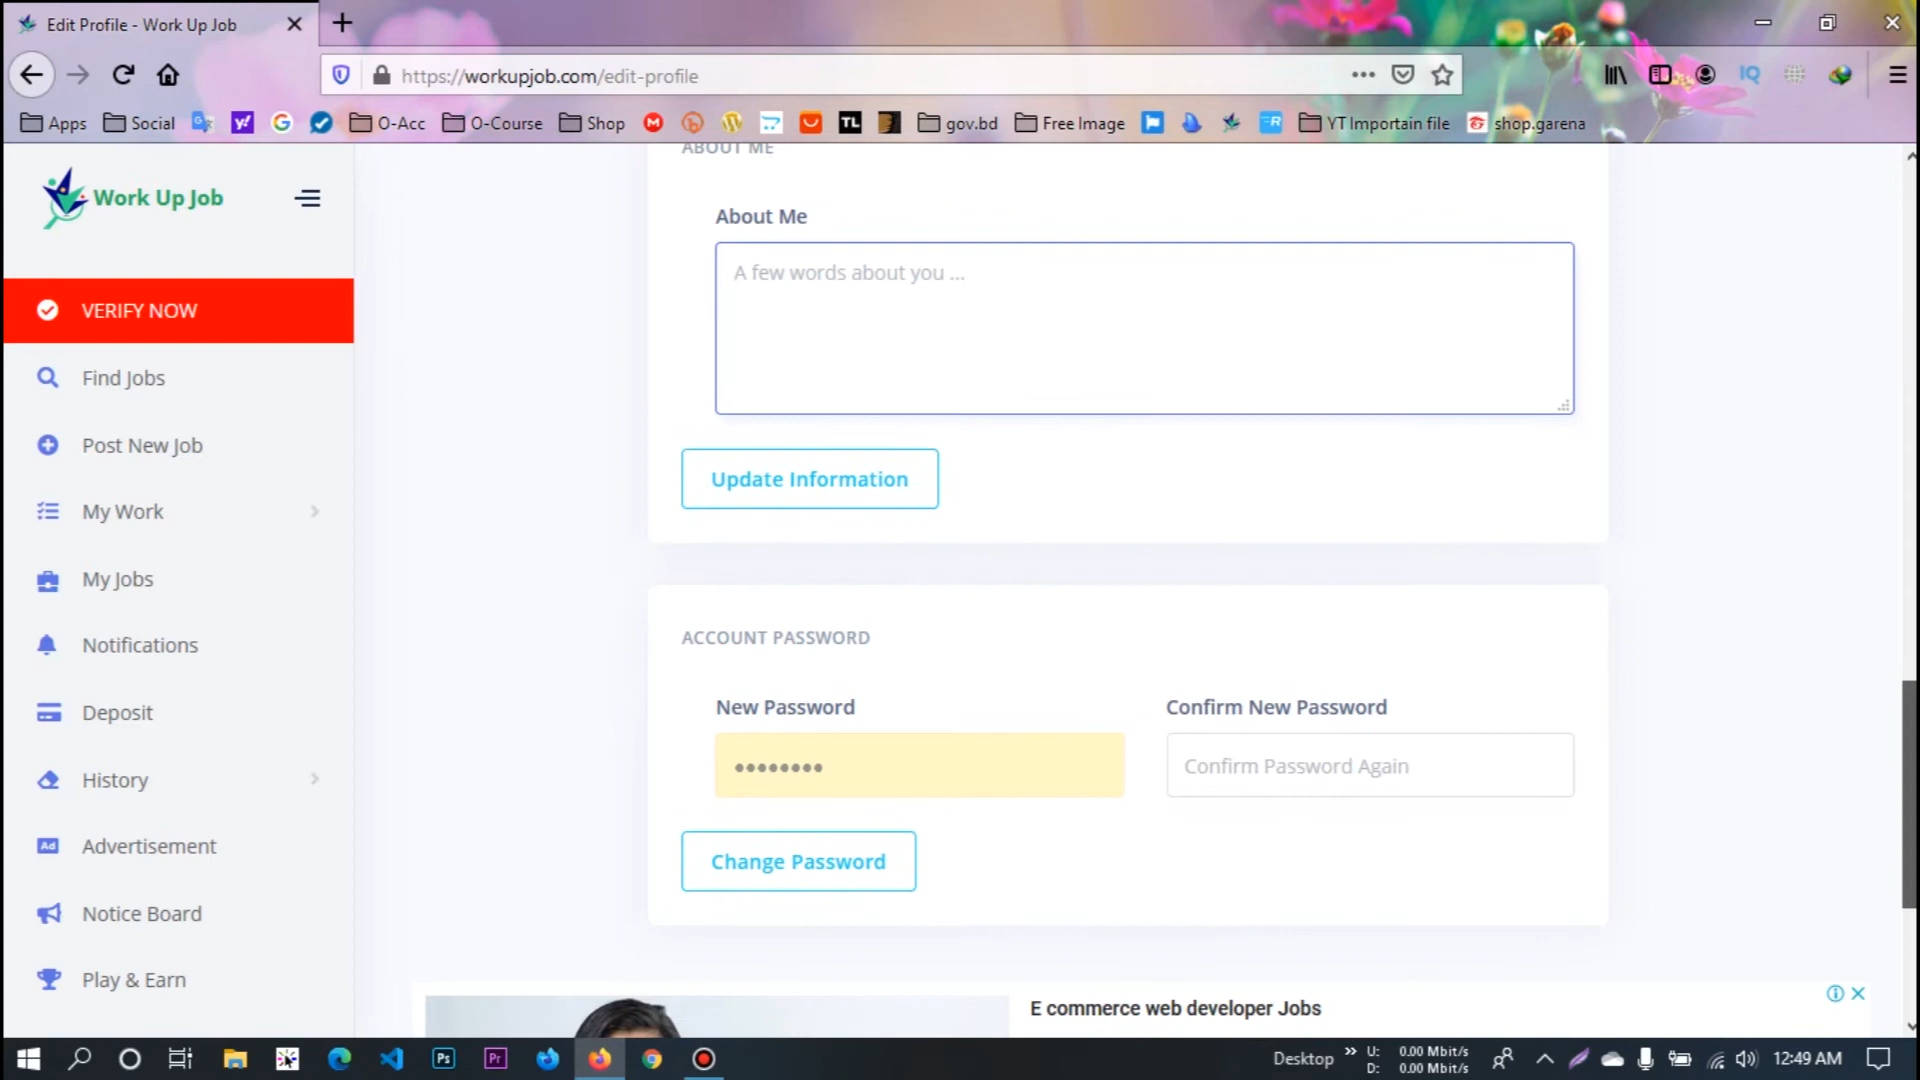 Edit Profile - Work Up Job
https://workupjob.com/edit-profile
IQ
Apps Social y! O-Acc O-Course Shop M TL gov.bd Free Image R YT Importain file shop.garena
Work Up Job
VERIFY NOW
Find Jobs
Post New Job
My Work
My Jobs
Notifications
Deposit
History
Ad Advertisement
Notice Board
Play & Earn
ABOUT ME
About Me
A few words about you ...
Update Information
ACCOUNT PASSWORD
New Password
Confirm New Password
••••••••
Confirm Password Again
Change Password
E commerce web developer Jobs
Ps Pr
Desktop
U: 0.00 Mbit/s
D: 0.00 Mbit/s
12:49 AM